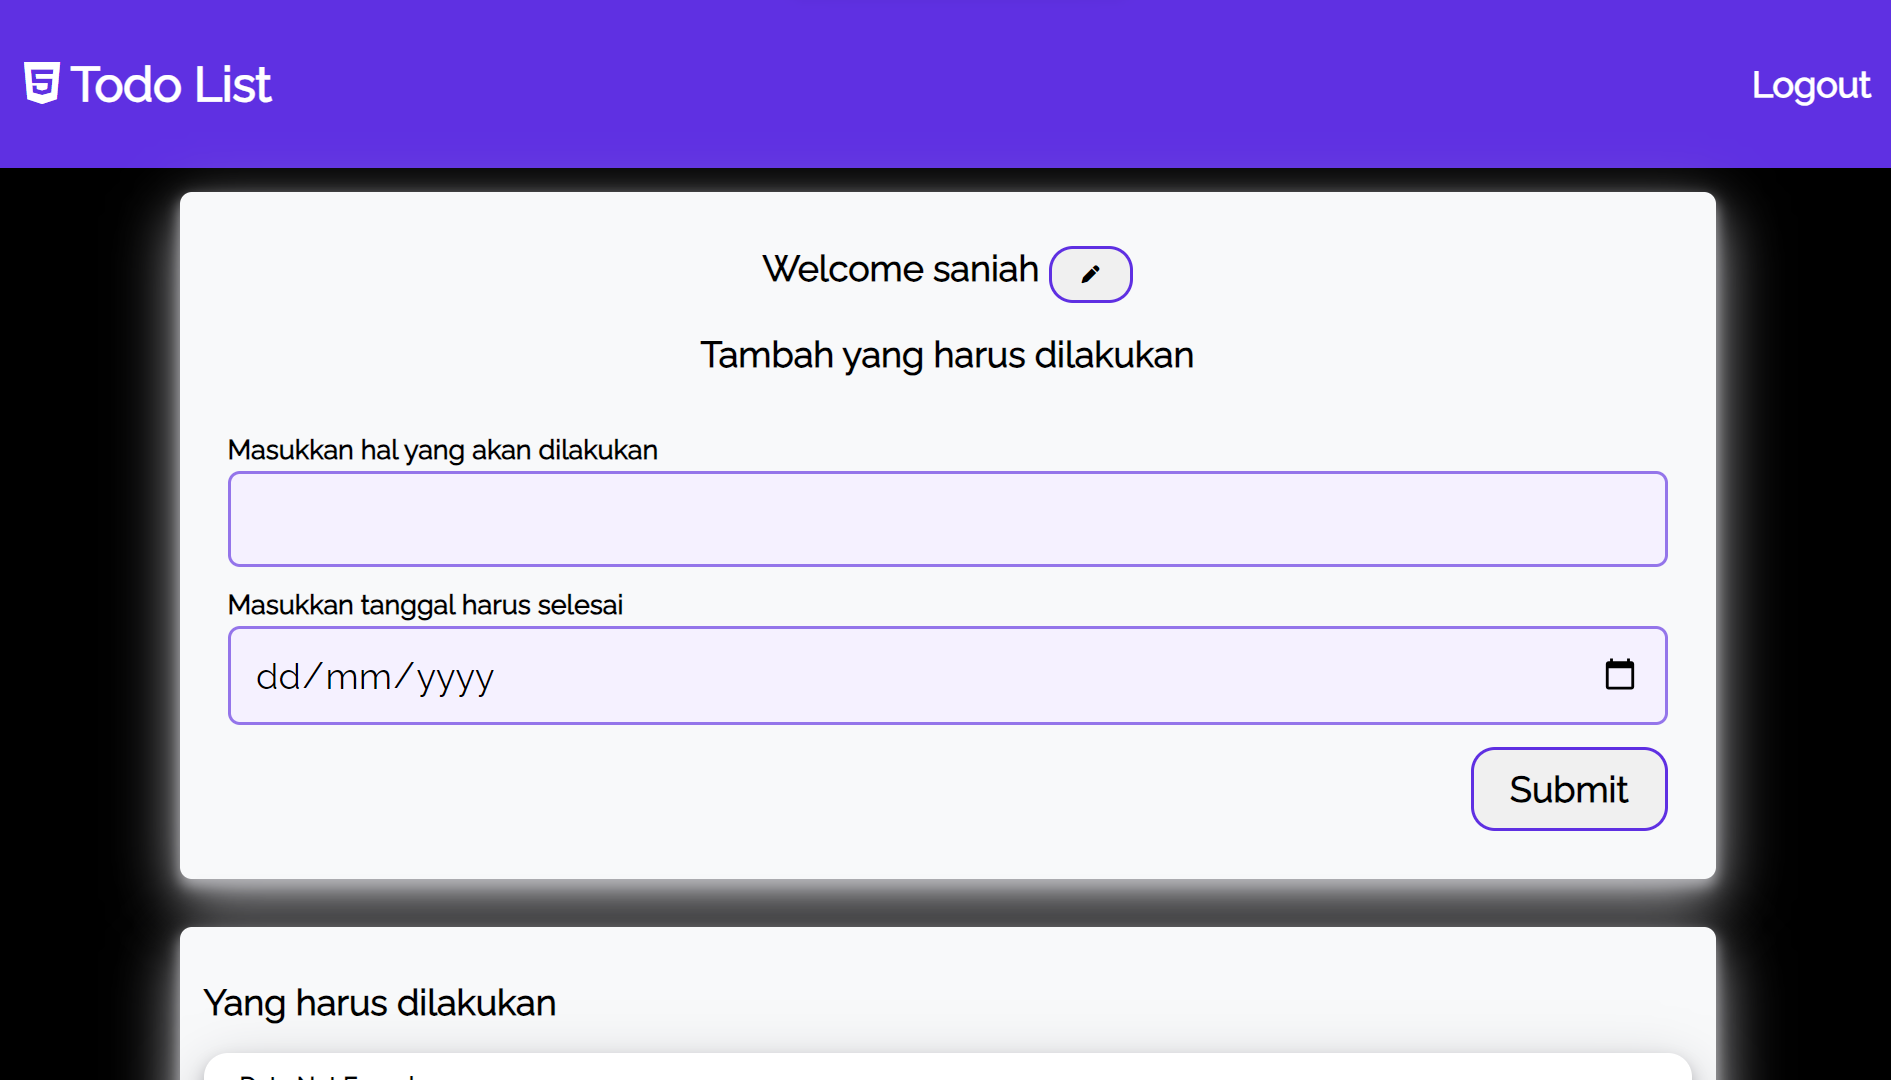 Todo List
Logout
Welcome saniah
Tambah yang harus dilakukan
Masukkan hal yang akan dilakukan
Masukkan tanggal harus selesai
dd/mm/yyyy
Submit
Yang harus dilakukan